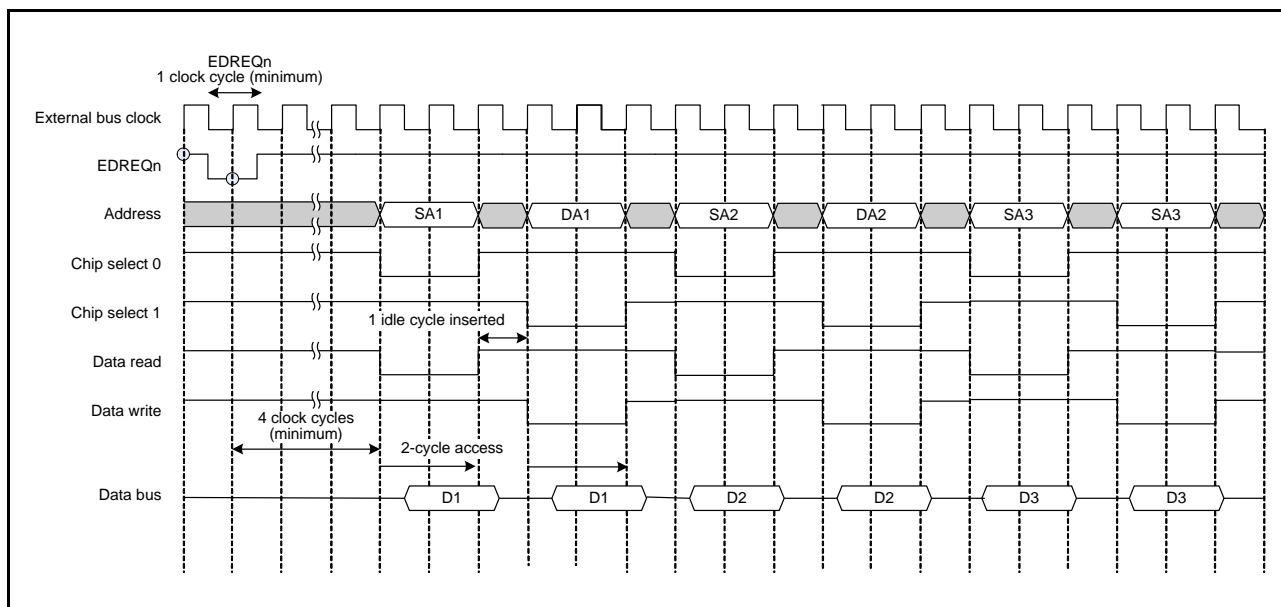 EDREQn
1 clock cycle (minimum)
External bus clock
EDREQn
Address
SA1
DA1
SA2
DA2
SA3
SA3
Chip select 0
Chip select 1
1 idle cycle inserted
Data read
Data write
4 clock cycles
(minimum)
2-cycle access
Data bus
D1
D1
D2
D2
D3
D3